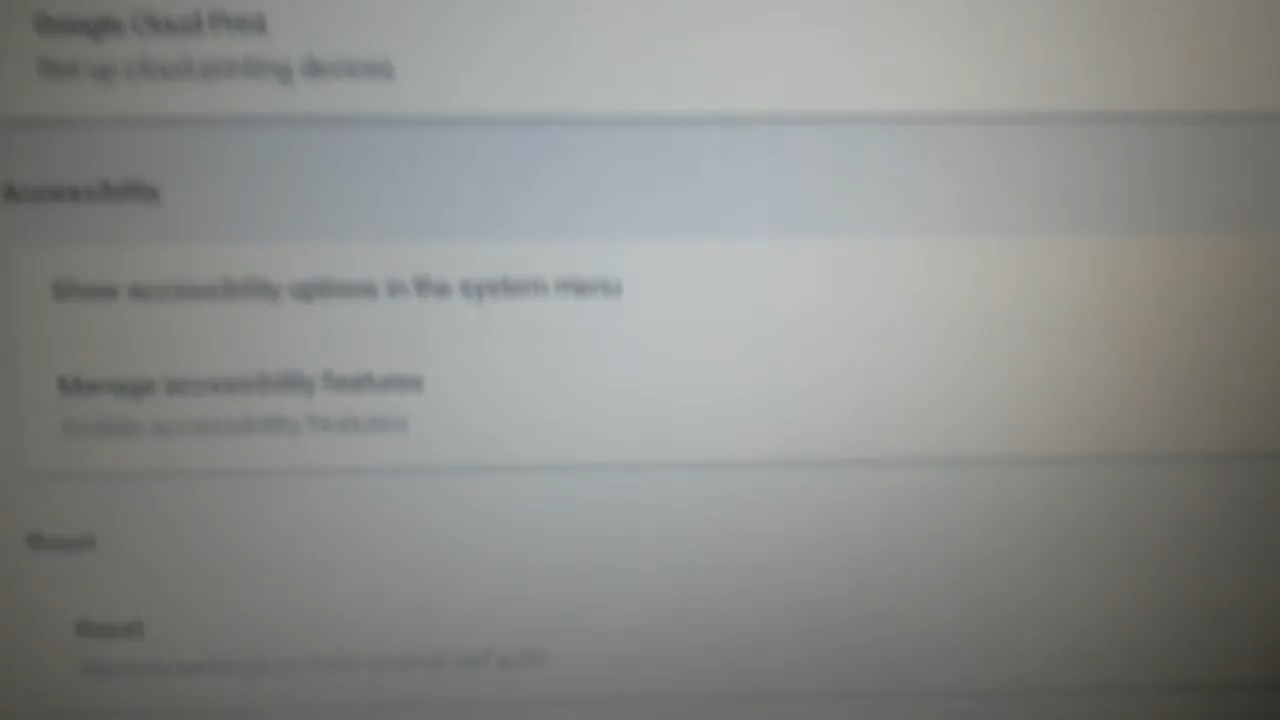 Google Cloud Print
Set up cloud printing devices
Accessibility
Show accessibility options in the system menu
Manage accessibility features
Enable accessibility features
Reset
Reset